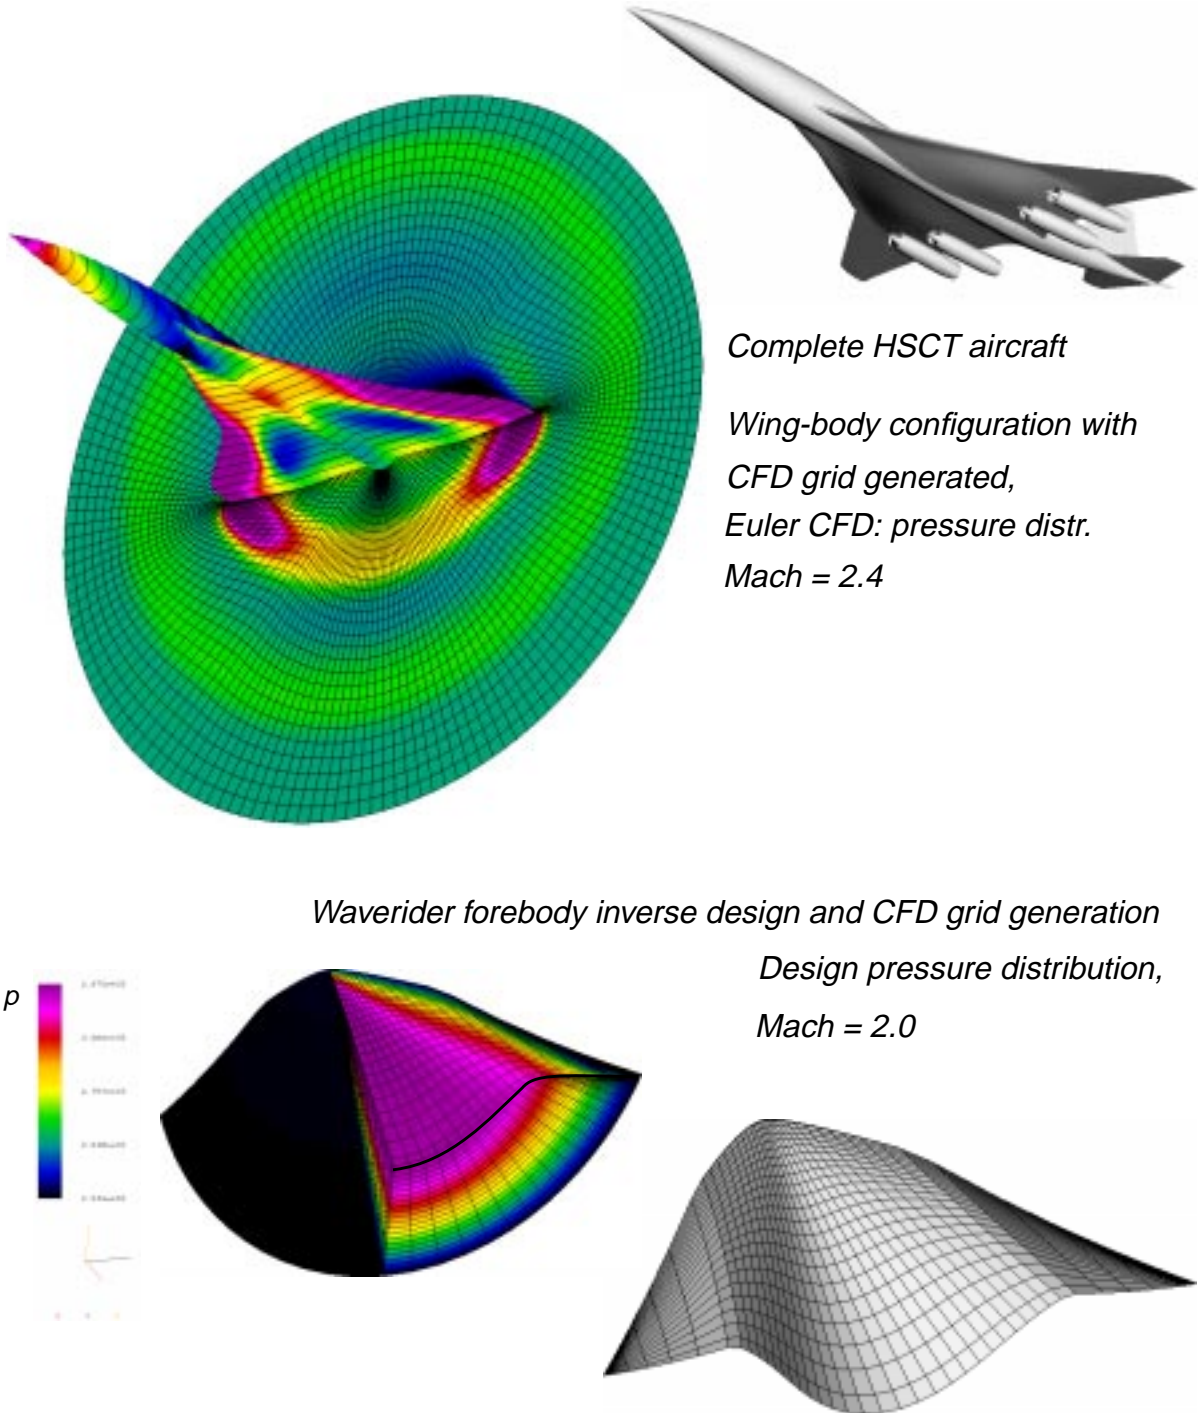 Complete HSCT aircraft
Wing-body configuration with
CFD grid generated,
Euler CFD: pressure distr.
Mach = 2.4
Waverider forebody inverse design and CFD grid generation
Design pressure distribution,
Mach = 2.0
p